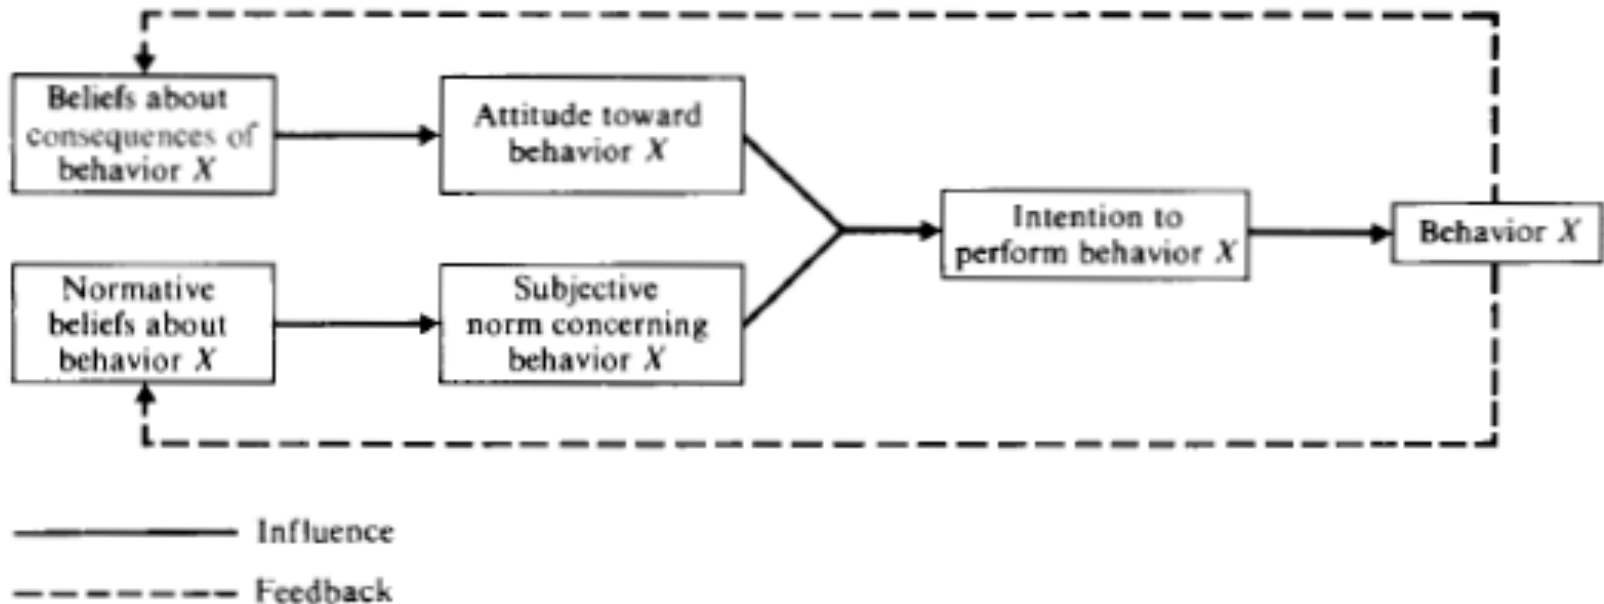 Beliefs about
consequences of
behavior X
Attitude toward
behavior X
Intention to
perform behavior X
Behavior X
Normative
beliefs about
behavior X
Subjective
norm concerning
behavior X
Influence
Feedback